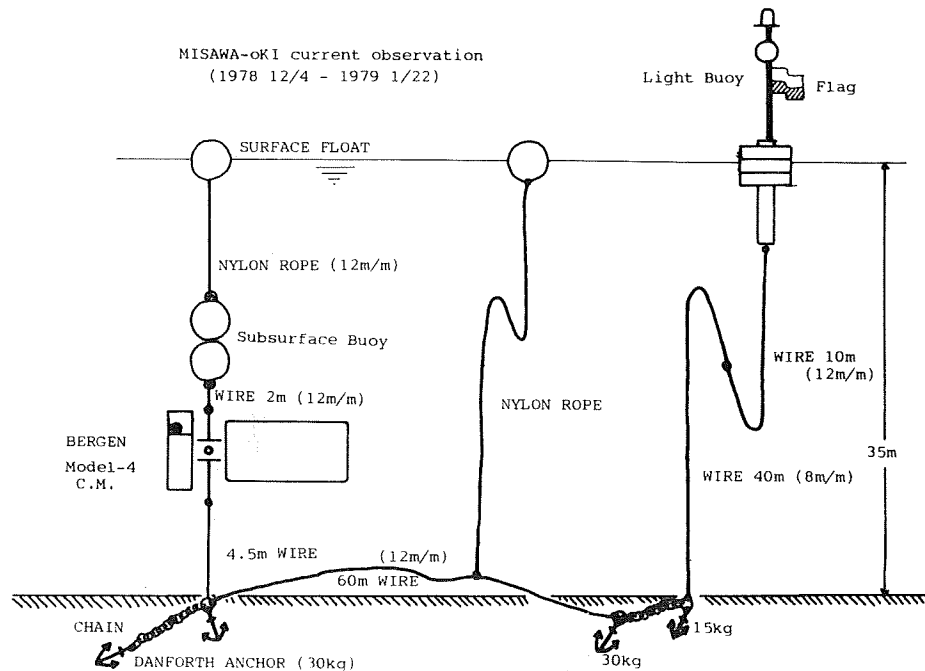 MISAWA-oKI current observation
(1978 12/4 - 1979 1/22)
Light Buoy
Flag
SURFACE FLOAT
NYLON ROPE (12m/m)
Subsurface Buoy
WIRE 2m (12m/m)
WIRE 10m
(12m/m)
NYLON ROPE
BERGEN
Model-4
C.M.
35m
WIRE 40m (8m/m)
4.5m WIRE
(12m/m)
60m WIRE
CHAIN
15kg
DANFORTH ANCHOR (30kg)
30kg